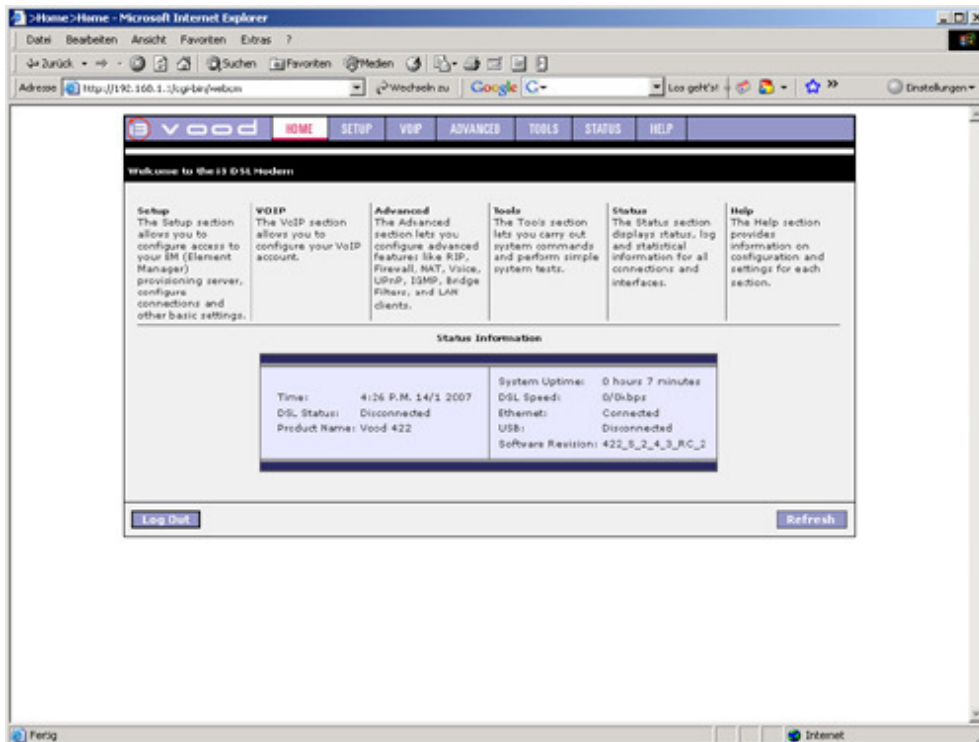 >Home>Home - Microsoft Internet Explorer
Datei Bearbeiten Ansicht Favoriten Extras ?
Zurück Suchen Favoriten Medien
Adresse http://192.168.1.1/cgi-bin/webcm Wechseln zu Google G Los geht's! Einstellungen
i3 vood HOME SETUP VOIP ADVANCED TOOLS STATUS HELP
Welcome to the i3 DSL Modem
Setup
The Setup section
allows you to
configure access to
your EM (Element
Manager)
provisioning server,
configure
connections and
other basic settings.
VOIP
The VoIP section
allows you to
configure your VoIP
account.
Advanced
The Advanced
section lets you
configure advanced
features like RIP,
Firewall, NAT, Voice,
UPnP, IGMP, Bridge
Filters, and LAN
clients.
Tools
The Tools section
lets you carry out
system commands
and perform simple
system tests.
Status
The Status section
displays status, log
and statistical
information for all
connections and
interfaces.
Help
The Help section
provides
information on
configuration and
settings for each
section.
Status Information
Time: 4:26 P.M. 14/1 2007
DSL Status: Disconnected
Product Name: Vood 422
System Uptime: 0 hours 7 minutes
DSL Speed: 0/0kbps
Ethernet: Connected
USB: Disconnected
Software Revision: 422_5_2_4_3_RC_2
Log Out Refresh
Fertig Internet